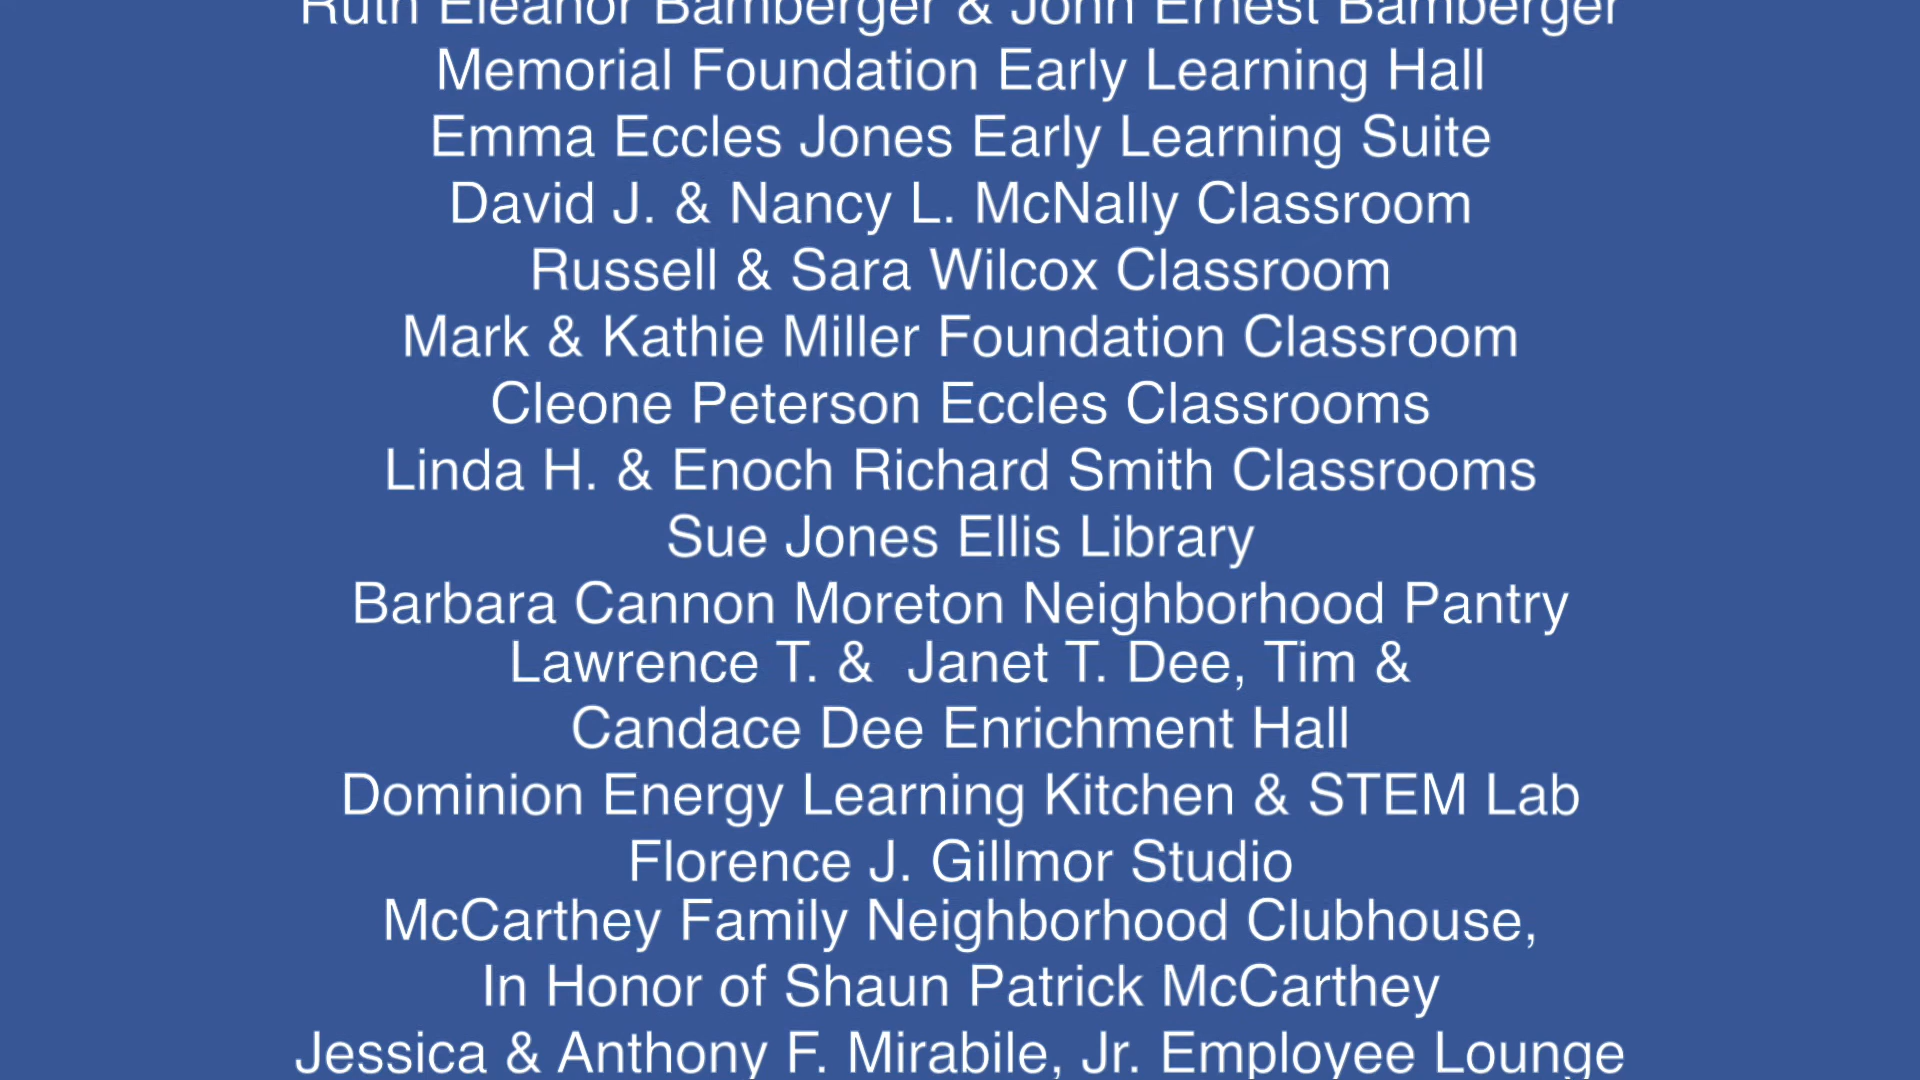 Ruth Eleanor Bamberger & John Ernest Bamberger
Memorial Foundation Early Learning Hall
Emma Eccles Jones Early Learning Suite
David J. & Nancy L. McNally Classroom
Russell & Sara Wilcox Classroom
Mark & Kathie Miller Foundation Classroom
Cleone Peterson Eccles Classrooms
Linda H. & Enoch Richard Smith Classrooms
Sue Jones Ellis Library
Barbara Cannon Moreton Neighborhood Pantry
Lawrence T. &  Janet T. Dee, Tim &
Candace Dee Enrichment Hall
Dominion Energy Learning Kitchen & STEM Lab
Florence J. Gillmor Studio
McCarthey Family Neighborhood Clubhouse,
In Honor of Shaun Patrick McCarthey
Jessica & Anthony F. Mirabile, Jr. Employee Lounge